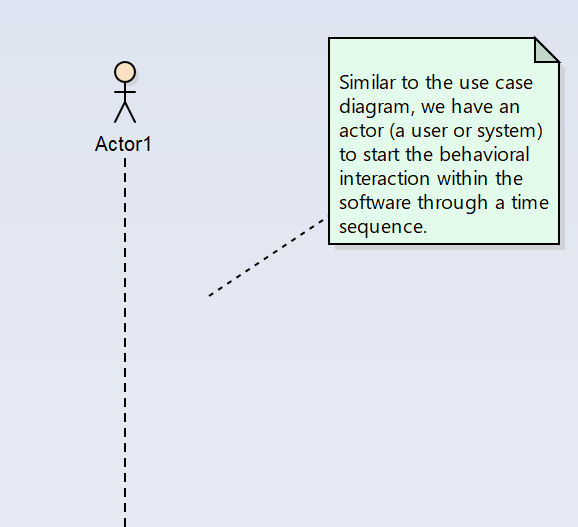 Actor1
Similar to the use case
diagram, we have an
actor (a user or system)
to start the behavioral
interaction within the
software through a time
sequence.